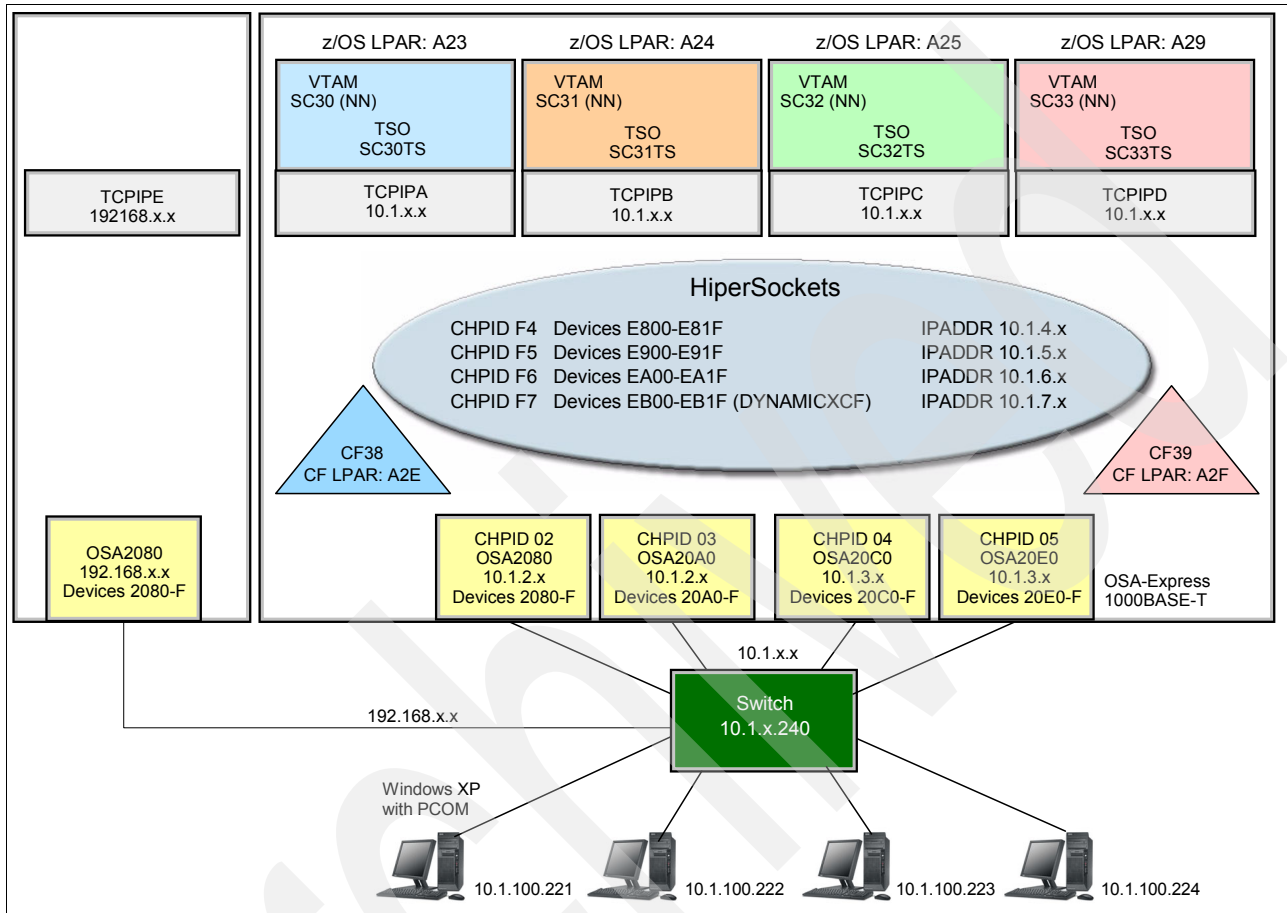 z/OS LPAR: A23
z/OS LPAR: A24
z/OS LPAR: A25
z/OS LPAR: A29
VTAM
SC30 (NN)
TSO
SC30TS
VTAM
SC31 (NN)
TSO
SC31TS
VTAM
SC32 (NN)
TSO
SC32TS
VTAM
SC33 (NN)
TSO
SC33TS
TCPIPE
192168.x.x
TCPIPA
10.1.x.x
TCPIPB
10.1.x.x
TCPIPC
10.1.x.x
TCPIPD
10.1.x.x
HiperSockets
CHPID F4 Devices E800-E81F IPADDR 10.1.4.x
CHPID F5 Devices E900-E91F IPADDR 10.1.5.x
CHPID F6 Devices EA00-EA1F IPADDR 10.1.6.x
CHPID F7 Devices EB00-EB1F (DYNAMICXCF) IPADDR 10.1.7.x
CF38
CF LPAR: A2E
CF39
CF LPAR: A2F
OSA2080
192.168.x.x
Devices 2080-F
CHPID 02
OSA2080
10.1.2.x
Devices 2080-F
CHPID 03
OSA20A0
10.1.2.x
Devices 20A0-F
CHPID 04
OSA20C0
10.1.3.x
Devices 20C0-F
CHPID 05
OSA20E0
10.1.3.x
Devices 20E0-F
OSA-Express
1000BASE-T
10.1.x.x
Switch
10.1.x.240
192.168.x.x
Windows XP
with PCOM
10.1.100.221
10.1.100.222
10.1.100.223
10.1.100.224